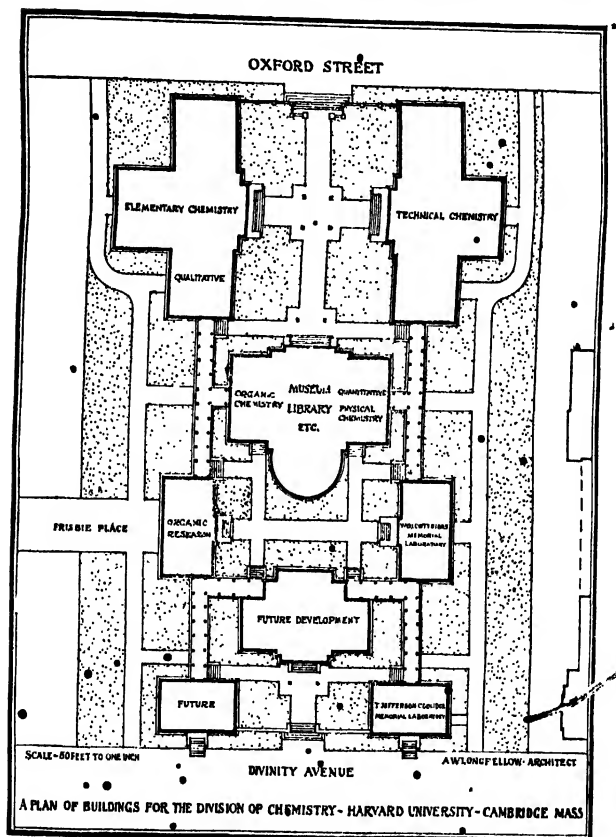 OXFORD STREET
ELEMENTARY CHEMISTRY
TECHNICAL CHEMISTRY
QUALITATIVE
ORGANIC
CHEMISTRY
MUSEUM
LIBRARY
ETC.
QUANTITATIVE
PHYSICAL
CHEMISTRY
FRISBIE PLACE
ORGANIC
RESEARCH
WOLCOTT GIBBS
MEMORIAL
LABORATORY
FUTURE DEVELOPMENT
FUTURE
T JEFFERSON COOLIDGE
MEMORIAL LABORATORY
SCALE-50 FEET TO ONE INCH
DIVINITY AVENUE
A W LONGFELLOW · ARCHITECT
A PLAN OF BUILDINGS FOR THE DIVISION OF CHEMISTRY - HARVARD UNIVERSITY - CAMBRIDGE MASS